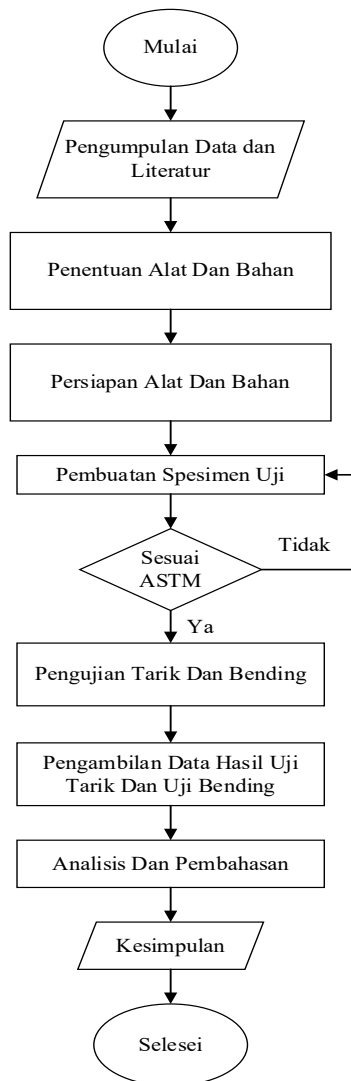 Mulai
Pengumpulan Data dan
Literatur
Penentuan Alat Dan Bahan
Persiapan Alat Dan Bahan
Pembuatan Spesimen Uji
Sesuai
ASTM
Tidak
Ya
Pengujian Tarik Dan Bending
Pengambilan Data Hasil Uji
Tarik Dan Uji Bending
Analisis Dan Pembahasan
Kesimpulan
Selesei